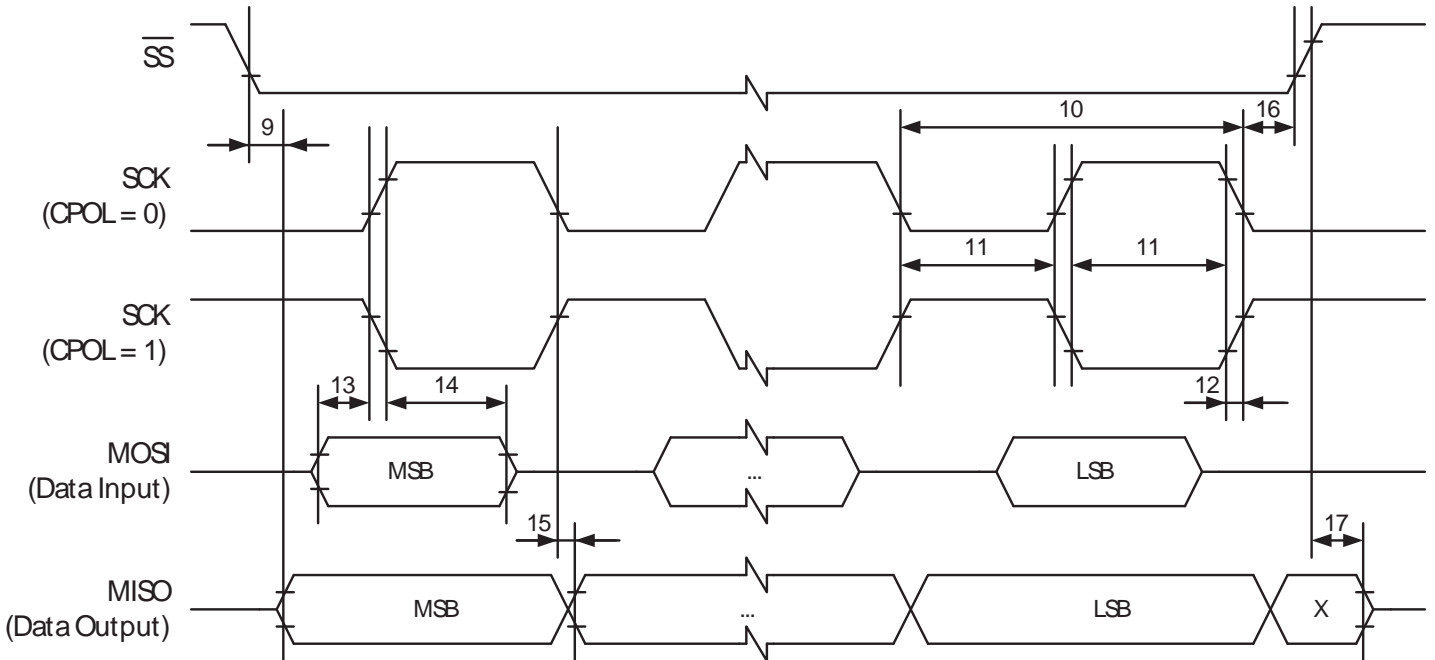 SS
9
10
16
SCK
(CPOL = 0)
11
11
SCK
(CPOL = 1)
13
14
12
MOSI
(Data Input)
MSB
...
LSB
15
17
MISO
(Data Output)
MSB
...
LSB
X